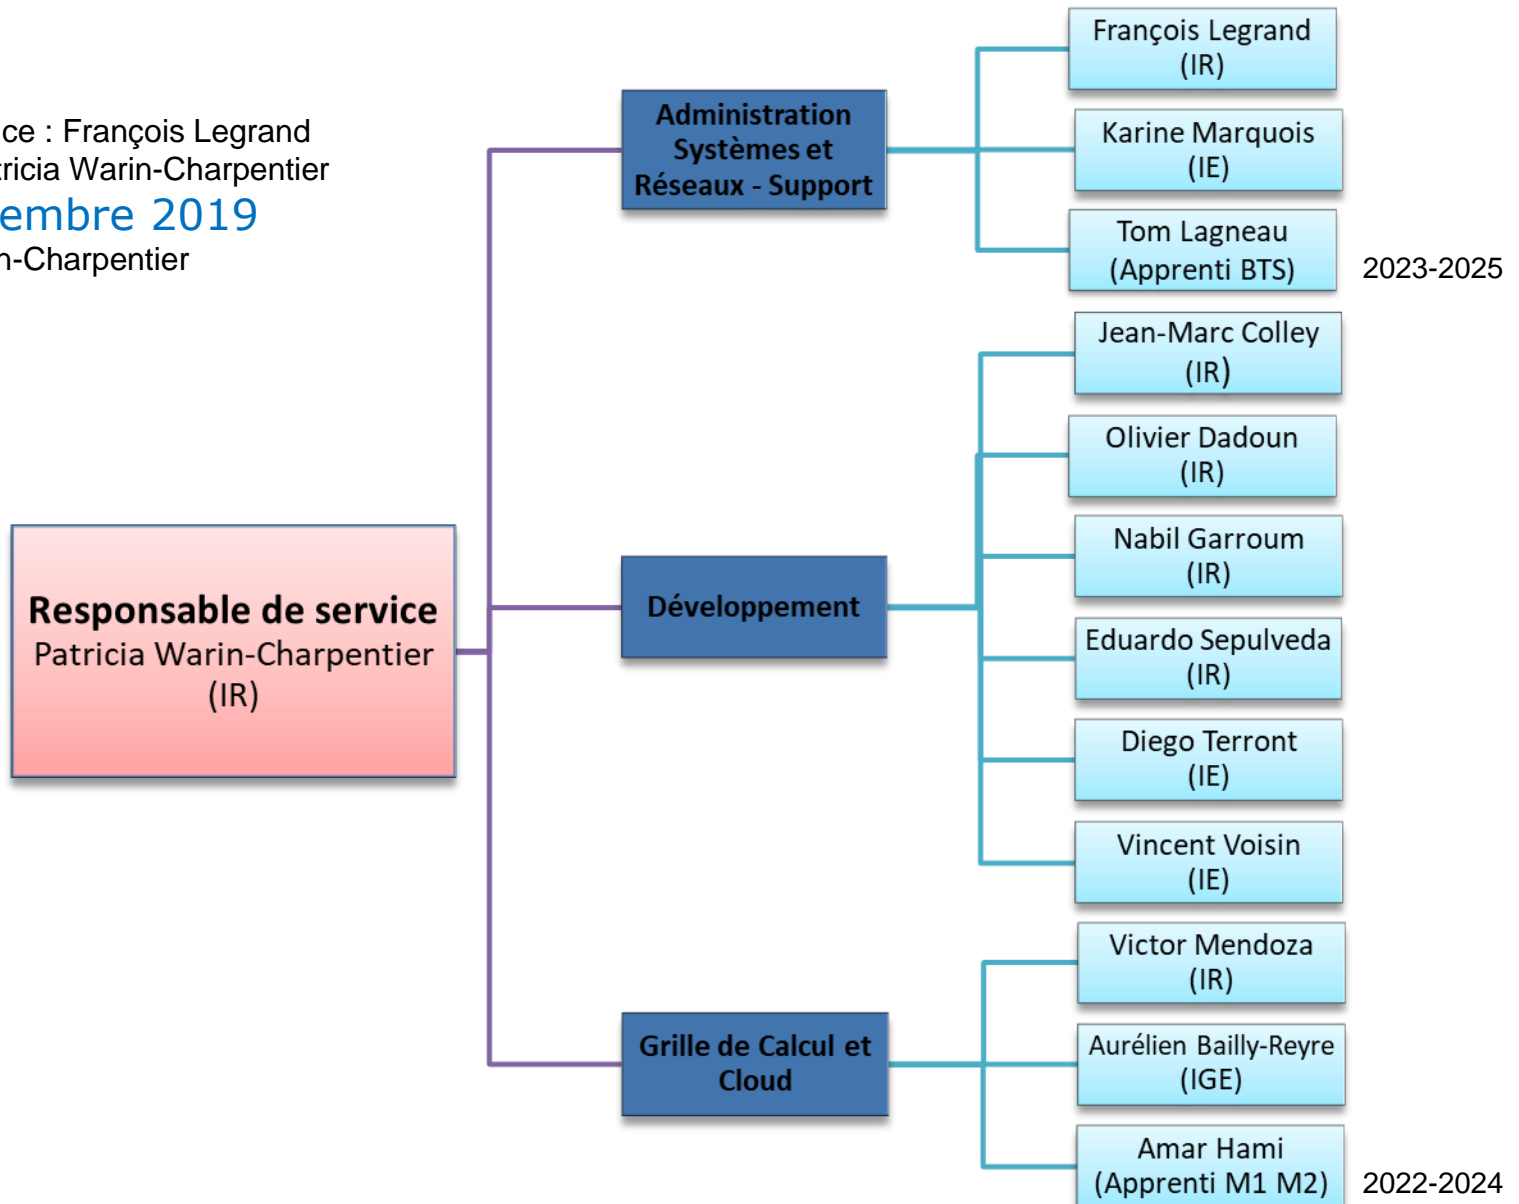 ce : François Legrand
tricia Warin-Charpentier
embre 2019
n-Charpentier
Responsable de service
Patricia Warin-Charpentier
(IR)
Administration
Systèmes et
Réseaux - Support
François Legrand
(IR)
Karine Marquois
(IE)
Tom Lagneau
(Apprenti BTS)
2023-2025
Développement
Jean-Marc Colley
(IR)
Olivier Dadoun
(IR)
Nabil Garroum
(IR)
Eduardo Sepulveda
(IR)
Diego Terront
(IE)
Vincent Voisin
(IE)
Grille de Calcul et
Cloud
Victor Mendoza
(IR)
Aurélien Bailly-Reyre
(IGE)
Amar Hami
(Apprenti M1 M2)
2022-2024